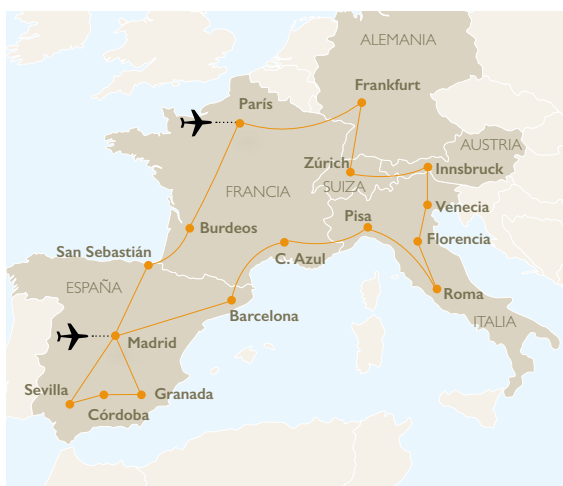 ALEMANIA
Frankfurt
París
AUSTRIA
Zúrich
Innsbruck
SUIZA
FRANCIA
Venecia
Pisa
Burdeos
Florencia
San Sebastián
C. Azul
ESPAÑA
Roma
Barcelona
ITALIA
Madrid
Sevilla
Granada
Córdoba